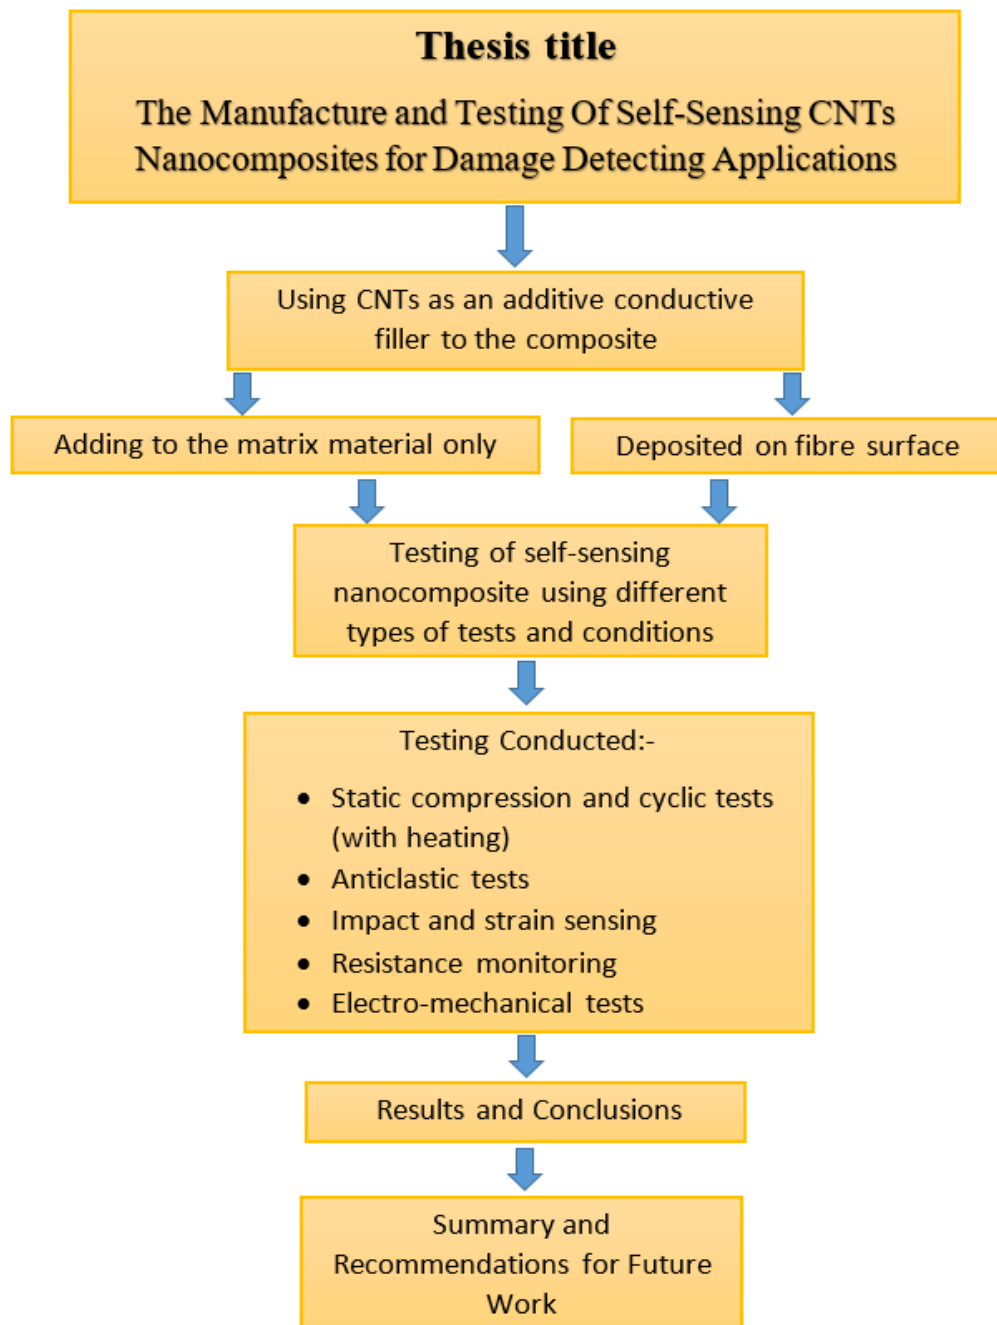 Thesis title
The Manufacture and Testing Of Self-Sensing CNTs
Nanocomposites for Damage Detecting Applications
Using CNTs as an additive conductive
filler to the composite
Adding to the matrix material only
Deposited on fibre surface
Testing of self-sensing
nanocomposite using different
types of tests and conditions
Testing Conducted:-
• Static compression and cyclic tests
(with heating)
• Anticlastic tests
• Impact and strain sensing
• Resistance monitoring
• Electro-mechanical tests
Results and Conclusions
Summary and
Recommendations for Future
Work